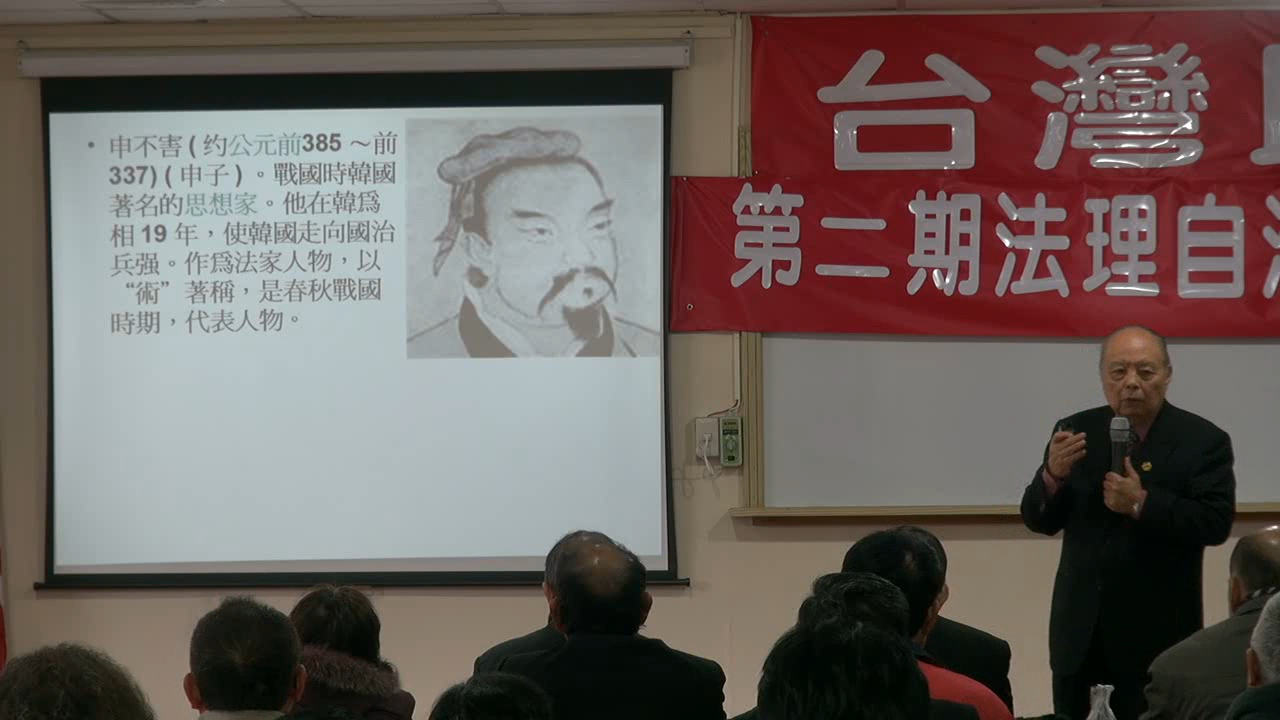 • 申不害 ( 约公元前385 ～前
337) ( 申子 ) 。戰國時韓國
著名的思想家。他在韓爲
相 19 年，使韓國走向國治
兵强。作爲法家人物，以
“術”著稱，是春秋戰國
時期，代表人物。
台灣
第二期法理自治